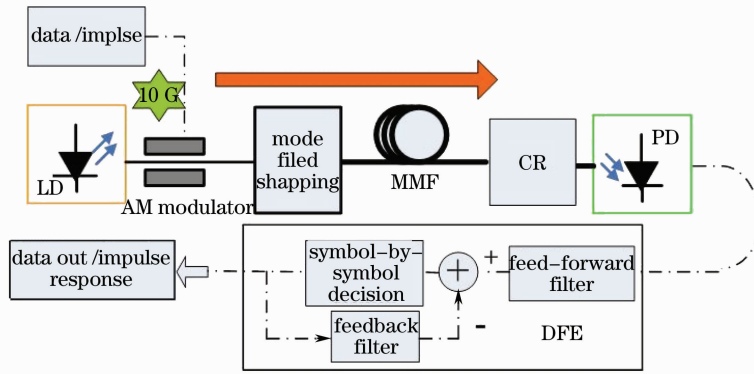 data /implse
10 G
LD
AM modulator
mode
filed
shapping
MMF
CR
PD
data out /impulse
response
symbol-by-
symbol
decision
+
+
feed-forward
filter
feedback
filter
-
DFE